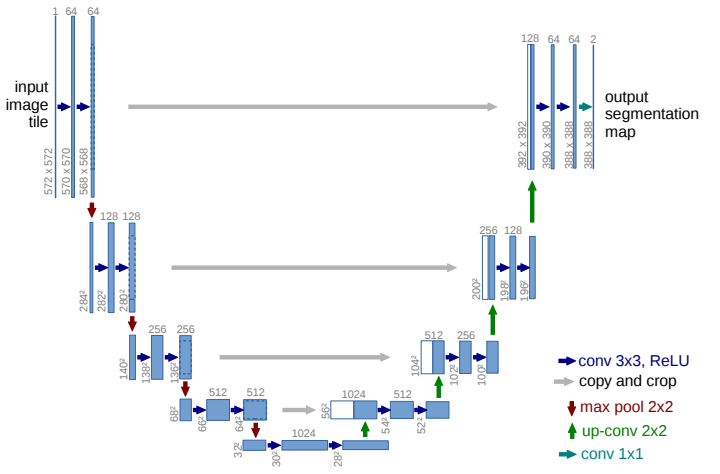 1 64 64
128 64 64 2
input
image
tile
output
segmentation
map
572 x 572
570 x 570
568 x 568
392 x 392
390 x 390
388 x 388
388 x 388
128 128
256 128
284²
282²
280²
200²
198²
196²
256 256
512 256
140²
138²
136²
104²
102²
100²
512 512
1024 512
68²
66²
64²
56²
54²
52²
1024
32²
30²
28²
conv 3x3, ReLU
copy and crop
max pool 2x2
up-conv 2x2
conv 1x1